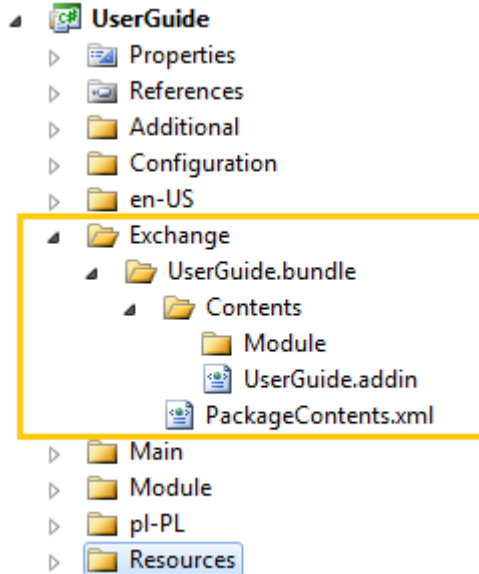 UserGuide
Properties
References
Additional
Configuration
en-US
Exchange
UserGuide.bundle
Contents
Module
UserGuide.addin
PackageContents.xml
Main
Module
pl-PL
Resources